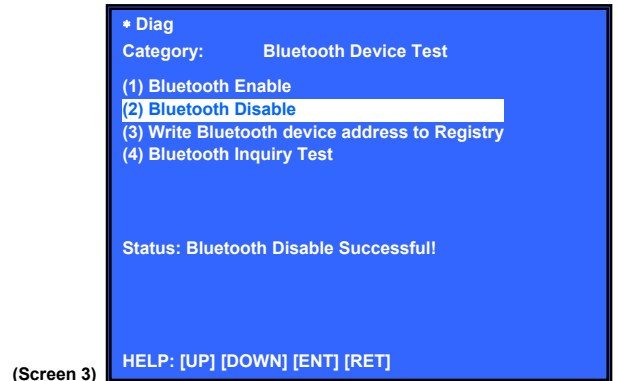 * Diag
Category: Bluetooth Device Test
(1) Bluetooth Enable
(2) Bluetooth Disable
(3) Write Bluetooth device address to Registry
(4) Bluetooth Inquiry Test
Status: Bluetooth Disable Successful!
HELP: [UP] [DOWN] [ENT] [RET]
(Screen 3)